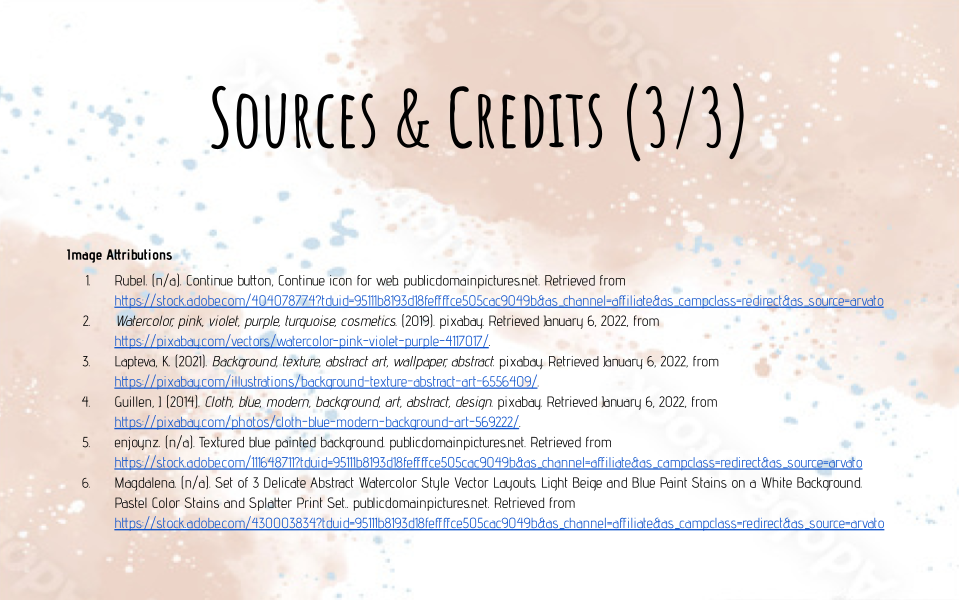 SOURCES & CREDITS (3/3)
Image Attributions
1. Rubel. (n/a). Continue button, Continue icon for web. publicdomainpictures.net. Retrieved from
https://stock.adobe.com/404078774?tduid=95111b8193d18feffffce505cac9049b&as_channel=affiliate&as_campclass=redirect&as_source=arvato
2. Watercolor, pink, violet, purple, turquoise, cosmetics. (2019). pixabay. Retrieved January 6, 2022, from
https://pixabay.com/vectors/watercolor-pink-violet-purple-4117017/.
3. Lapteva, K. (2021). Background, texture, abstract art, wallpaper, abstract. pixabay. Retrieved January 6, 2022, from
https://pixabay.com/illustrations/background-texture-abstract-art-6556409/.
4. Guillen, J. (2014). Cloth, blue, modern, background, art, abstract, design. pixabay. Retrieved January 6, 2022, from
https://pixabay.com/photos/cloth-blue-modern-background-art-569222/.
5. enjoynz. (n/a). Textured blue painted background. publicdomainpictures.net. Retrieved from
https://stock.adobe.com/11164871?tduid=95111b8193d18feffffce505cac9049b&as_channel=affiliate&as_campclass=redirect&as_source=arvato
6. Magdalena. (n/a). Set of 3 Delicate Abstract Watercolor Style Vector Layouts. Light Beige and Blue Paint Stains on a White Background.
Pastel Color Stains and Splatter Print Set.. publicdomainpictures.net. Retrieved from
https://stock.adobe.com/430003834?tduid=95111b8193d18feffffce505cac9049b&as_channel=affiliate&as_campclass=redirect&as_source=arvato